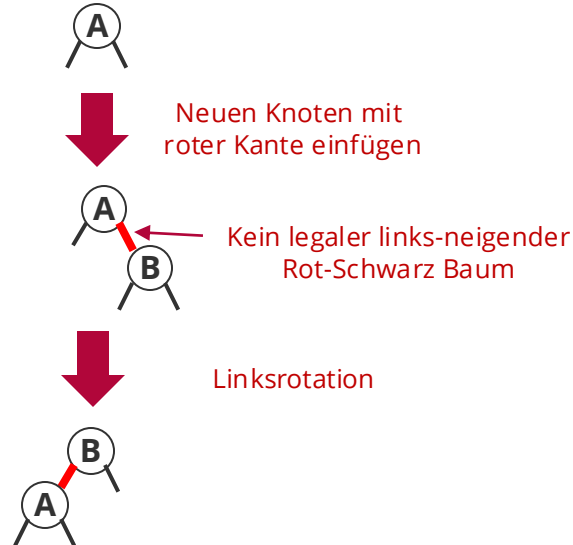 A
Neuen Knoten mit
roter Kante einfügen
A
Kein legaler links-neigender
Rot-Schwarz Baum
B
Linksrotation
B
A